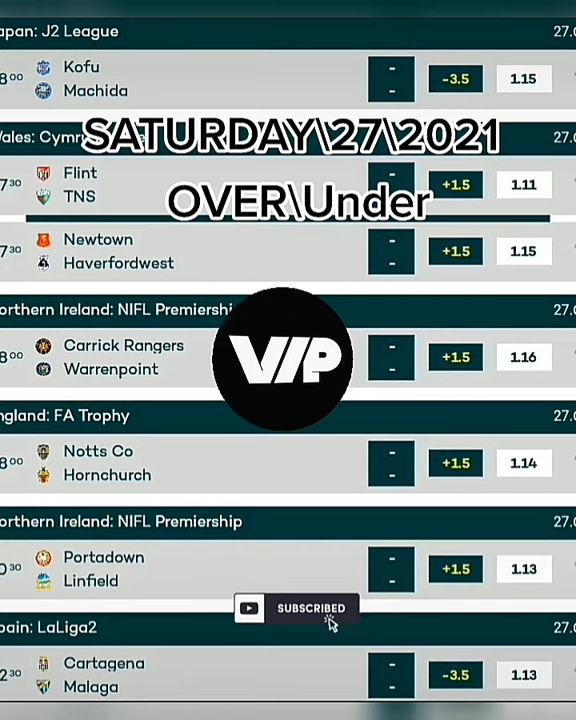 apan: J2 League 27.0
8 00 Kofu - -3.5 1.15
Machida -
SATURDAY\27\2021
ales: Cymr 27.0
7 30 Flint - +1.5 1.11
TNS -
OVER\Under
7 30 Newtown - +1.5 1.15
Haverfordwest -
orthern Ireland: NIFL Premiershi 27.0
8 00 Carrick Rangers - +1.5 1.16
Warrenpoint -
VIP
ngland: FA Trophy 27.0
8 00 Notts Co - +1.5 1.14
Hornchurch -
orthern Ireland: NIFL Premiership 27.0
0 30 Portadown - +1.5 1.13
Linfield -
SUBSCRIBED
pain: LaLiga2 27.0
2 30 Cartagena - -3.5 1.13
Malaga -